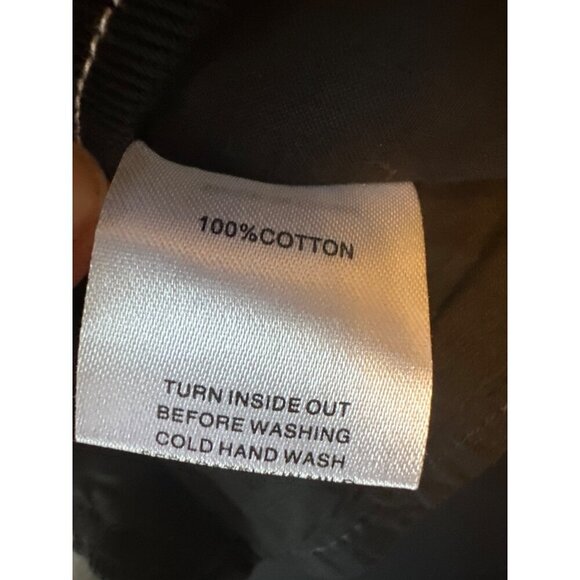 100%COTTON
TURN INSIDE OUT
BEFORE WASHING
COLD HAND WASH